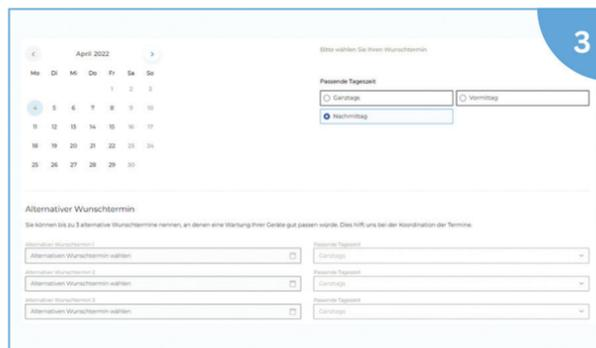 3
April 2022
Bitte wählen Sie Ihren Wunschtermin
Mo Di Mi Do Fr Sa So
1 2 3
4 5 6 7 8 9 10
11 12 13 14 15 16 17
18 19 20 21 22 23 24
25 26 27 28 29 30
Passende Tageszeit
Ganztags Vormittag
Nachmittag
Alternativer Wunschtermin
Sie können bis zu 3 alternative Wunschtermine nennen, an denen eine Wartung Ihrer Geräte gut passen würde. Dies hilft uns bei der Koordination der Termine.
Alternativer Wunschtermin 1 Passende Tageszeit
Alternativen Wunschtermin wählen Ganztags
Alternativer Wunschtermin 2 Passende Tageszeit
Alternativen Wunschtermin wählen Ganztags
Alternativer Wunschtermin 3 Passende Tageszeit
Alternativen Wunschtermin wählen Ganztags